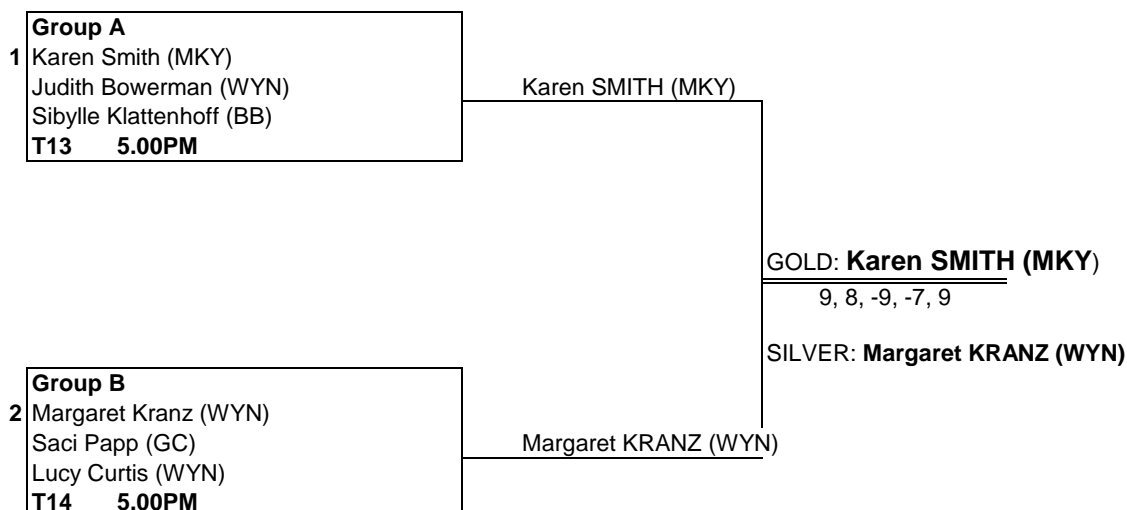 Group A
1 Karen Smith (MKY)
Judith Bowerman (WYN)
Sibylle Klattenhoff (BB)
T13 5.00PM
Karen SMITH (MKY)
GOLD: Karen SMITH (MKY)
9, 8, -9, -7, 9
SILVER: Margaret KRANZ (WYN)
Group B
2 Margaret Kranz (WYN)
Saci Papp (GC)
Lucy Curtis (WYN)
T14 5.00PM
Margaret KRANZ (WYN)